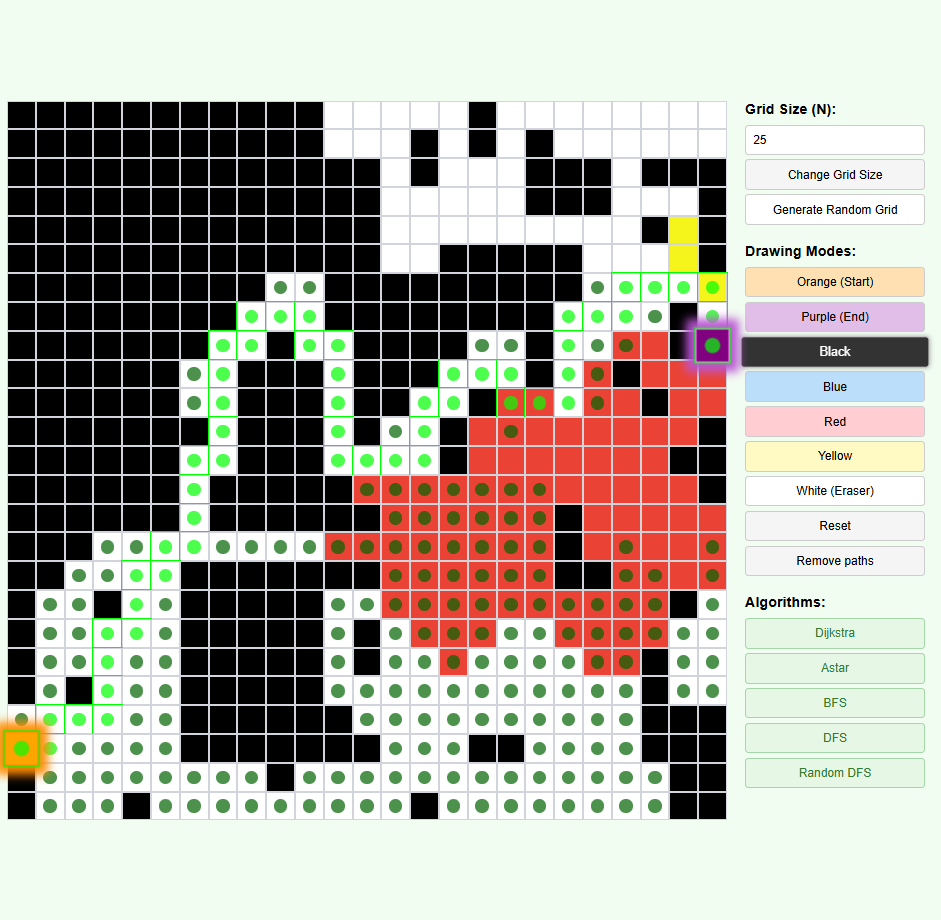 Grid Size (N):
25
Change Grid Size
Generate Random Grid
Drawing Modes:
Orange (Start)
Purple (End)
Black
Blue
Red
Yellow
White (Eraser)
Reset
Remove paths
Algorithms:
Dijkstra
Astar
BFS
DFS
Random DFS